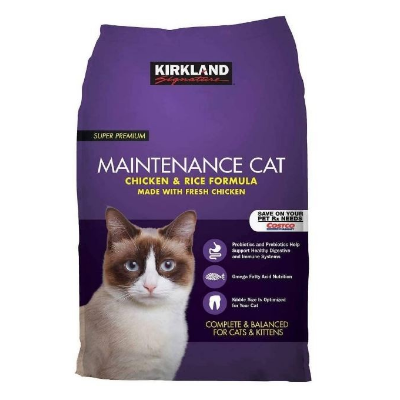 KIRKLAND
Signature
SUPER PREMIUM
MAINTENANCE CAT
CHICKEN & RICE FORMULA
MADE WITH FRESH CHICKEN
SAVE ON YOUR
PET Rx NEEDS
COSTCO
Probiotics and Prebiotics Help
Support Healthy Digestive
and Immune Systems
Omega Fatty Acid Nutrition
Kibble Size is Optimized
for Your Cat
COMPLETE & BALANCED
FOR CATS & KITTENS